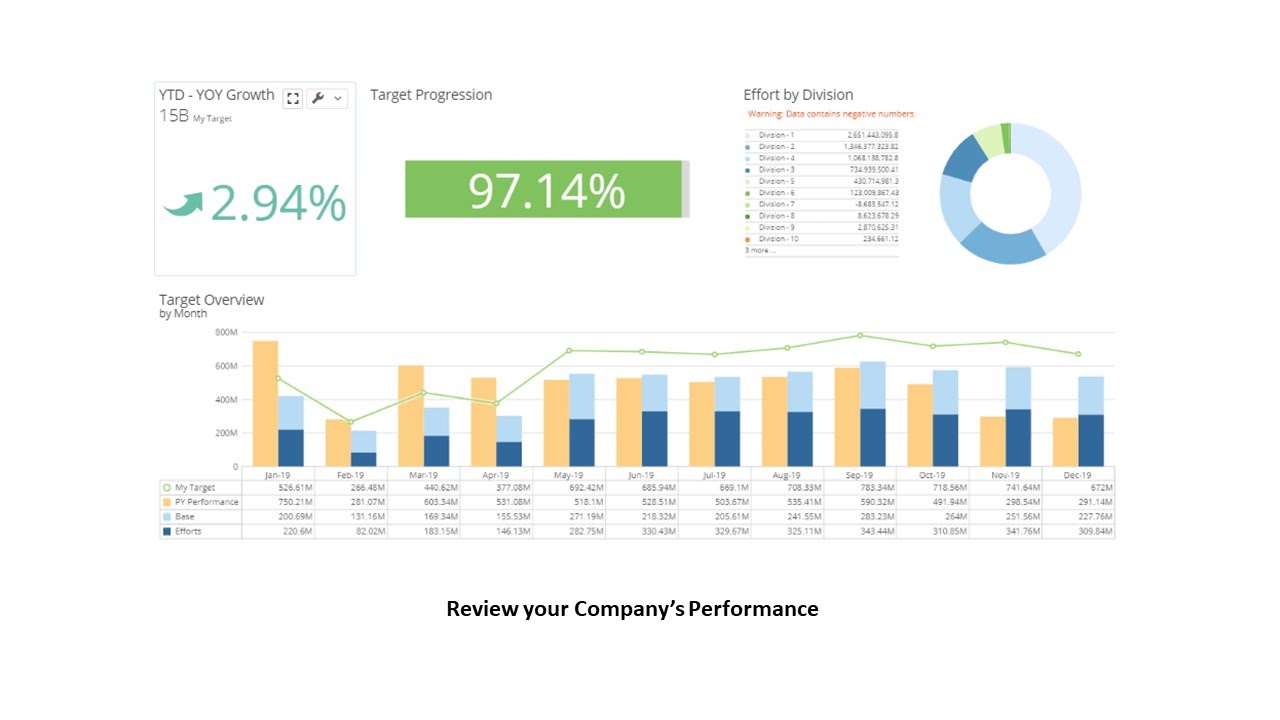 YTD - YOY Growth
15B My Target
2.94%
Target Progression
97.14%
Effort by Division
Warning: Data contains negative numbers.
Division - 1 2,651,443,095.8
Division - 2 1,346,377,323.82
Division - 4 1,068,138,782.8
Division - 3 734,939,500.41
Division - 5 430,714,981.3
Division - 6 123,009,867.43
Division - 7 -8,683,547.12
Division - 8 8,623,678.29
Division - 9 2,870,625.31
Division - 10 234,661.12
3 more ...
Target Overview
by Month
800M
600M
400M
200M
0
Jan-19 Feb-19 Mar-19 Apr-19 May-19 Jun-19 Jul-19 Aug-19 Sep-19 Oct-19 Nov-19 Dec-19
My Target 526.61M 266.48M 440.62M 377.08M 692.42M 685.94M 669.1M 708.33M 783.34M 718.56M 741.64M 672M
PY Performance 750.21M 281.07M 603.34M 531.08M 518.1M 528.51M 503.67M 535.41M 590.32M 491.94M 298.54M 291.14M
Base 200.69M 131.16M 169.34M 155.53M 271.19M 218.32M 205.61M 241.55M 283.23M 264M 251.56M 227.76M
Efforts 220.6M 82.02M 183.15M 146.13M 282.75M 330.43M 329.67M 325.11M 343.44M 310.85M 341.76M 309.84M
Review your Company's Performance